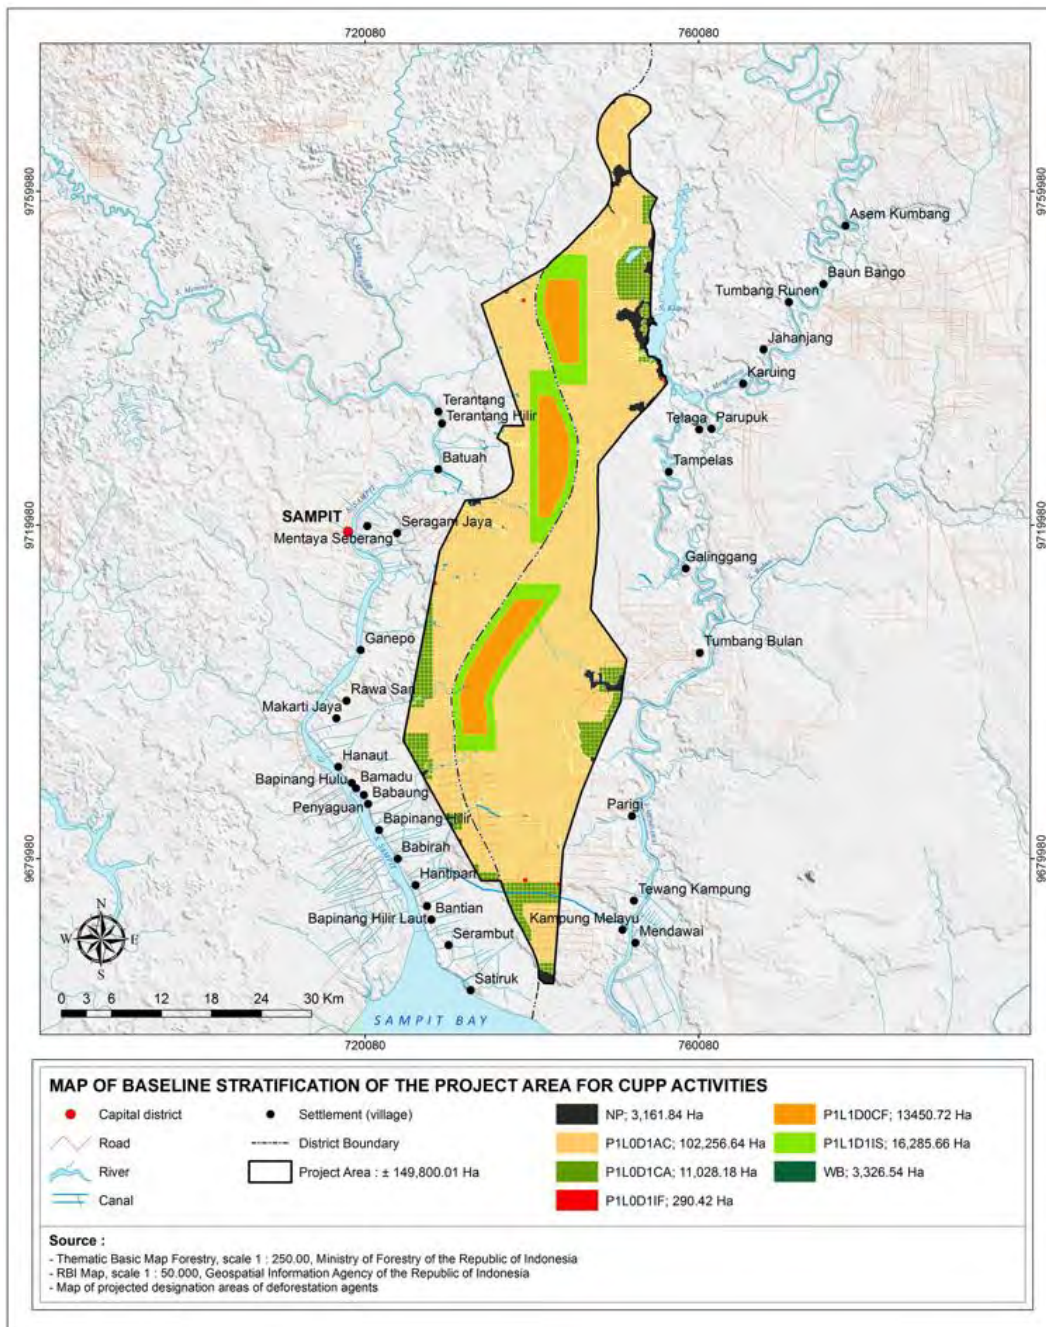 720080
760080
9759980
9759980
Asem Kumbang
Baun Bango
Tumbang Runen
S. Mentaya
Jahanjang
Karuing
Terantang
Terantang Hilir
Telaga
Parupuk
Batuah
Tampelas
S. SAMPIT
SAMPIT
Seragam Jaya
Mentaya Seberang
9719980
9719980
Galinggang
Ganepo
Tumbang Bulan
Rawa Sari
Makarti Jaya
Hanaut
Bapinang Hulu
Bamadu
Babaung
Penyaguan
Parigi
Bapinang Hilir
S. SAMPIT
Babirah
9679980
9679980
Hantipan
Tewang Kampung
Bantian
Bapinang Hilir Laut
Kampung Melayu
Mendawai
Serambut
N
W
E
S
Satiruk
0 3 6 12 18 24 30 Km
SAMPIT BAY
720080
760080
MAP OF BASELINE STRATIFICATION OF THE PROJECT AREA FOR CUPP ACTIVITIES
Capital district
Settlement (village)
NP; 3,161.84 Ha
P1L1D0CF; 13450.72 Ha
Road
District Boundary
P1L0D1AC; 102,256.64 Ha
P1L1D1IS; 16,285.66 Ha
River
Project Area : ± 149,800.01 Ha
P1L0D1CA; 11,028.18 Ha
WB; 3,326.54 Ha
Canal
P1L0D1IF; 290.42 Ha
Source :
- Thematic Basic Map Forestry, scale 1 : 250.00, Ministry of Forestry of the Republic of Indonesia
- RBI Map, scale 1 : 50.000, Geospatial Information Agency of the Republic of Indonesia
- Map of projected designation areas of deforestation agents